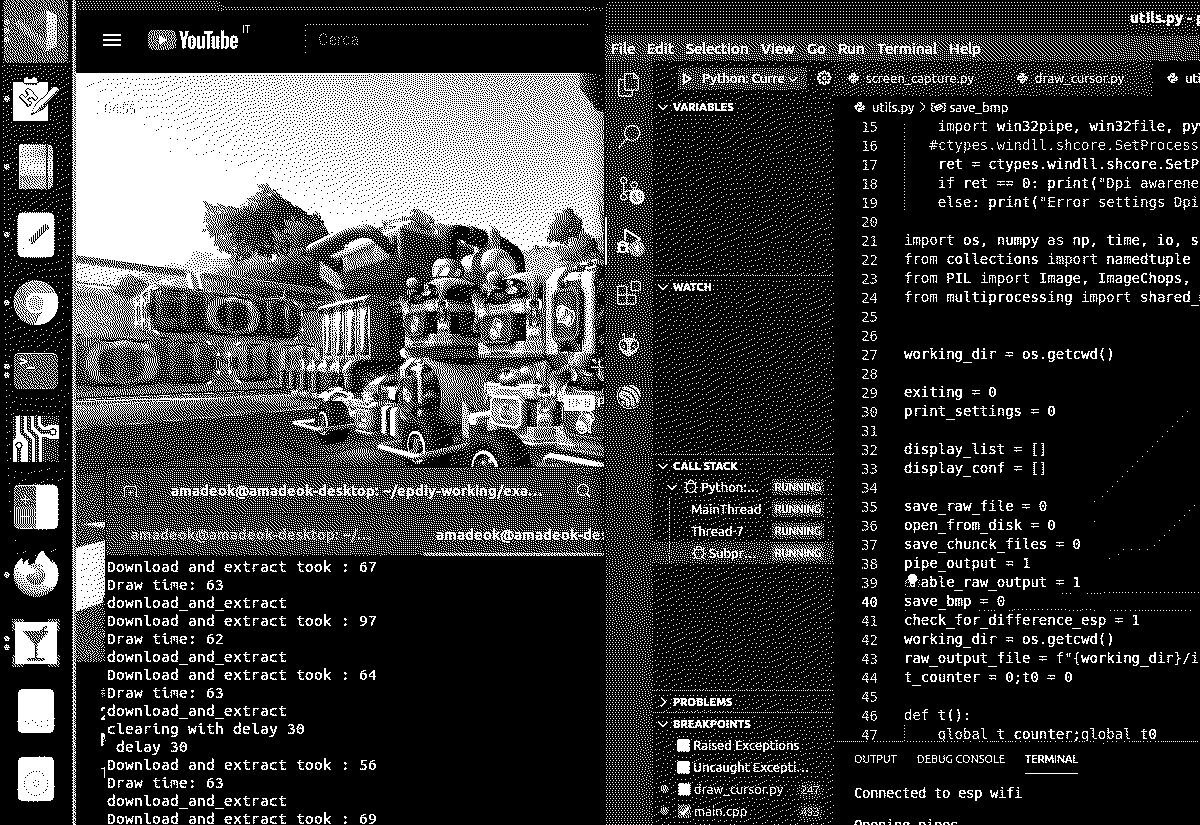 YouTube IT
Cerca
0455
amadeok@amadeok-desktop: ~/epdiy-working/exa...
amadeok@amadeok-desktop: ~/...
amadeok@amadeok-de
Download and extract took : 67
Draw time: 63
download_and_extract
Download and extract took : 97
Draw time: 62
download_and_extract
Download and extract took : 64
Draw time: 63
download_and_extract
clearing with delay 30
delay 30
Download and extract took : 56
Draw time: 63
download_and_extract
Download and extract took : 69
utils.py - p
File Edit Selection View Go Run Terminal Help
Python: Curre
screen_capture.py
draw_cursor.py
uti
VARIABLES
WATCH
CALL STACK
Python:... RUNNING
MainThread RUNNING
Thread-7 RUNNING
Subpr... RUNNING
PROBLEMS
BREAKPOINTS
Raised Exceptions
Uncaught Excepti...
draw_cursor.py 247
main.cpp 493
utils.py > save_bmp
15 import win32pipe, win32file, py
16 #ctypes.windll.shcore.SetProcess
17 ret = ctypes.windll.shcore.SetP
18 if ret == 0: print("Dpi awarene
19 else: print("Error settings Dpi
20
21 import os, numpy as np, time, io, s
22 from collections import namedtuple
23 from PIL import Image, ImageChops,
24 from multiprocessing import shared_
25
26
27 working_dir = os.getcwd()
28
29 exiting = 0
30 print_settings = 0
31
32 display_list = []
33 display_conf = []
34
35 save_raw_file = 0
36 open_from_disk = 0
37 save_chunck_files = 0
38 pipe_output = 1
39 able_raw_output = 1
40 save_bmp = 0
41 check_for_difference_esp = 1
42 working_dir = os.getcwd()
43 raw_output_file = f"{working_dir}/i
44 t_counter = 0;t0 = 0
45
46 def t():
47 global t_counter;global t0
OUTPUT DEBUG CONSOLE TERMINAL
Connected to esp wifi
Opening pipes